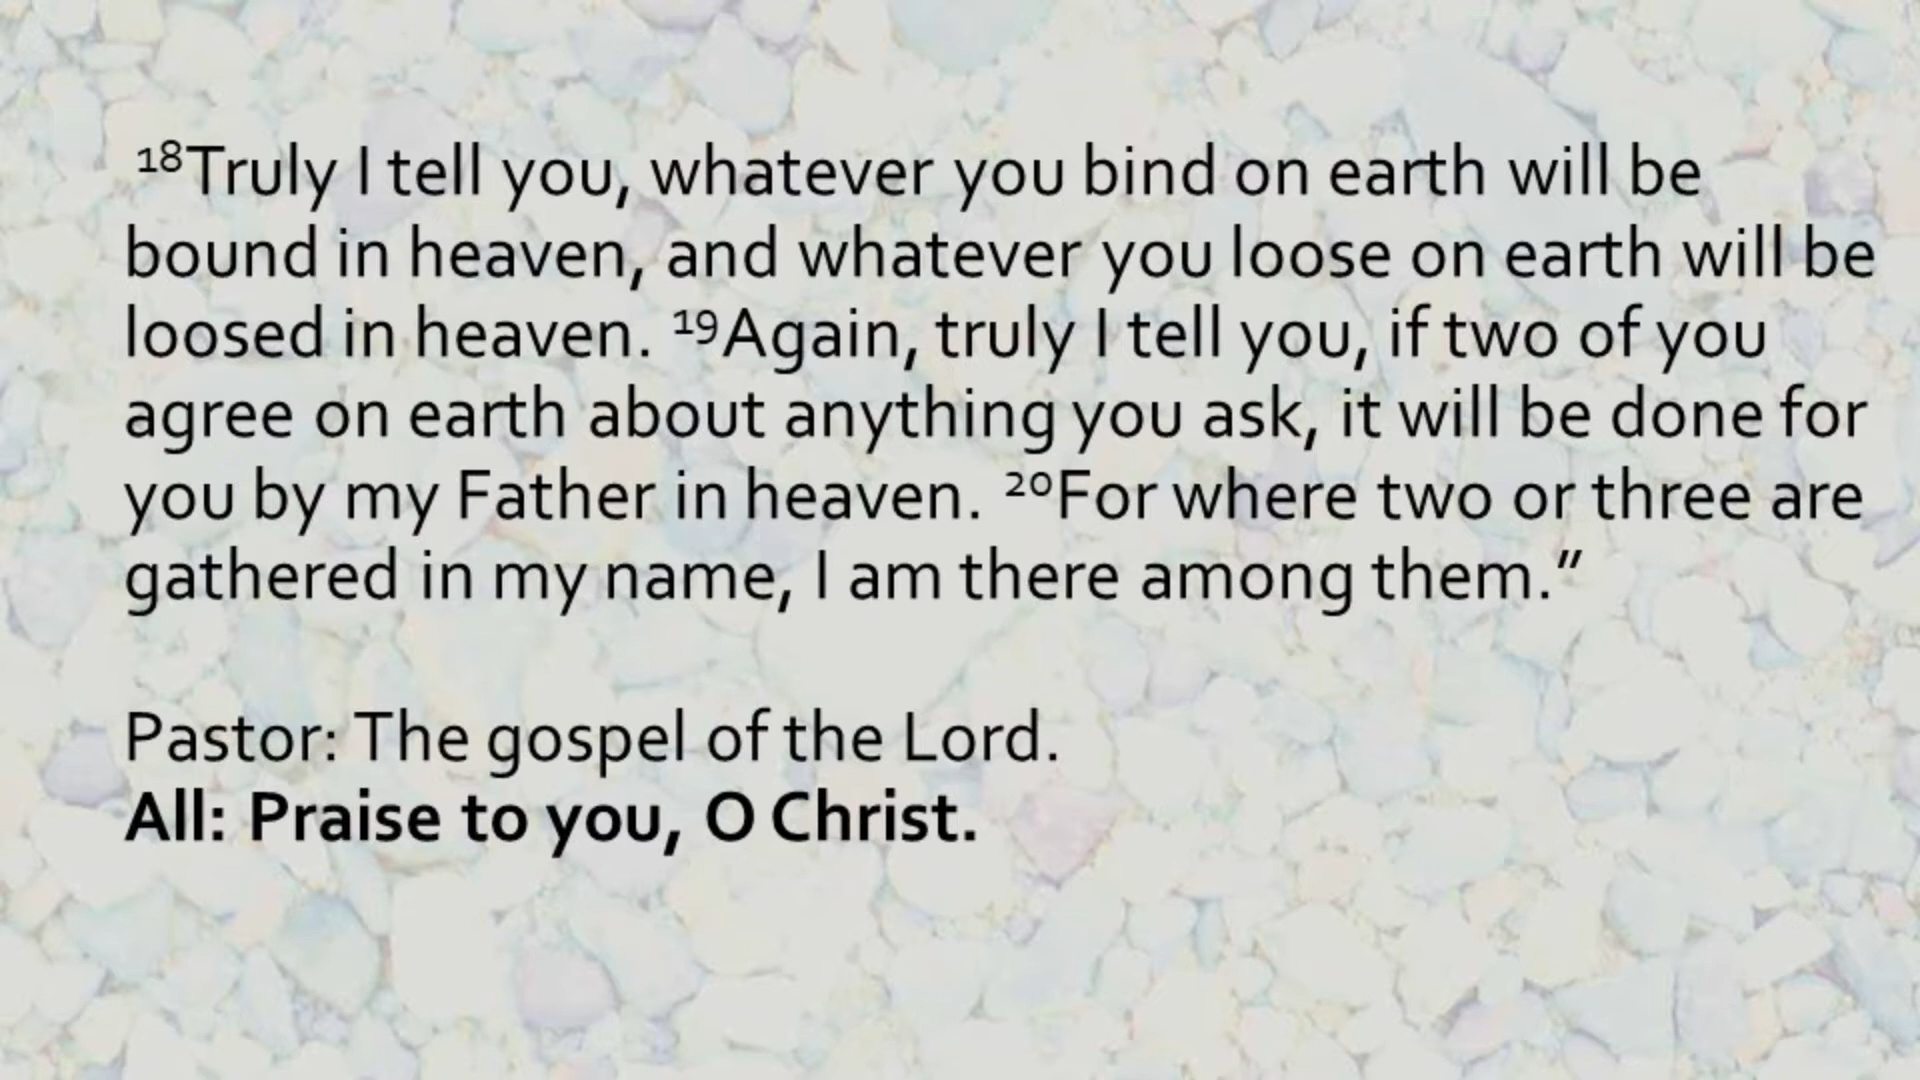 ¹⁸Truly I tell you, whatever you bind on earth will be
bound in heaven, and whatever you loose on earth will be
loosed in heaven. ¹⁹Again, truly I tell you, if two of you
agree on earth about anything you ask, it will be done for
you by my Father in heaven. ²⁰For where two or three are
gathered in my name, I am there among them.”
Pastor: The gospel of the Lord.
All: Praise to you, O Christ.